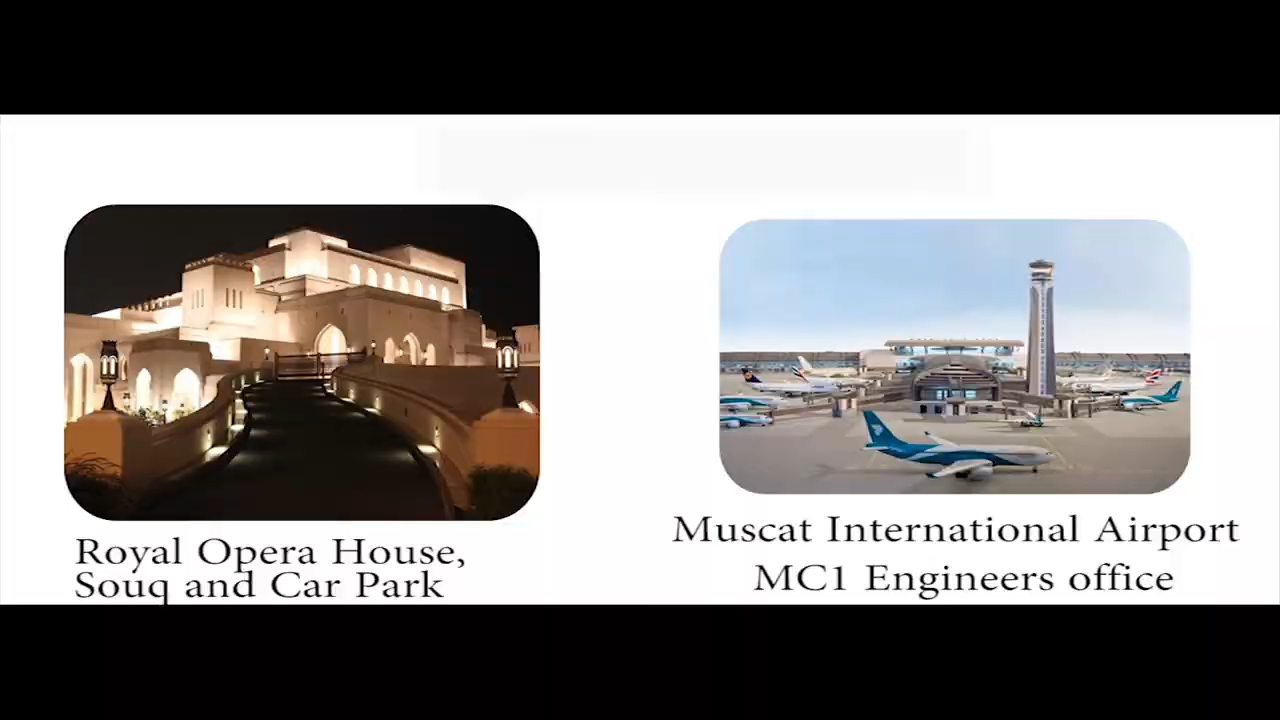 Royal Opera House,
Souq and Car Park
Muscat International Airport
MC1 Engineers office